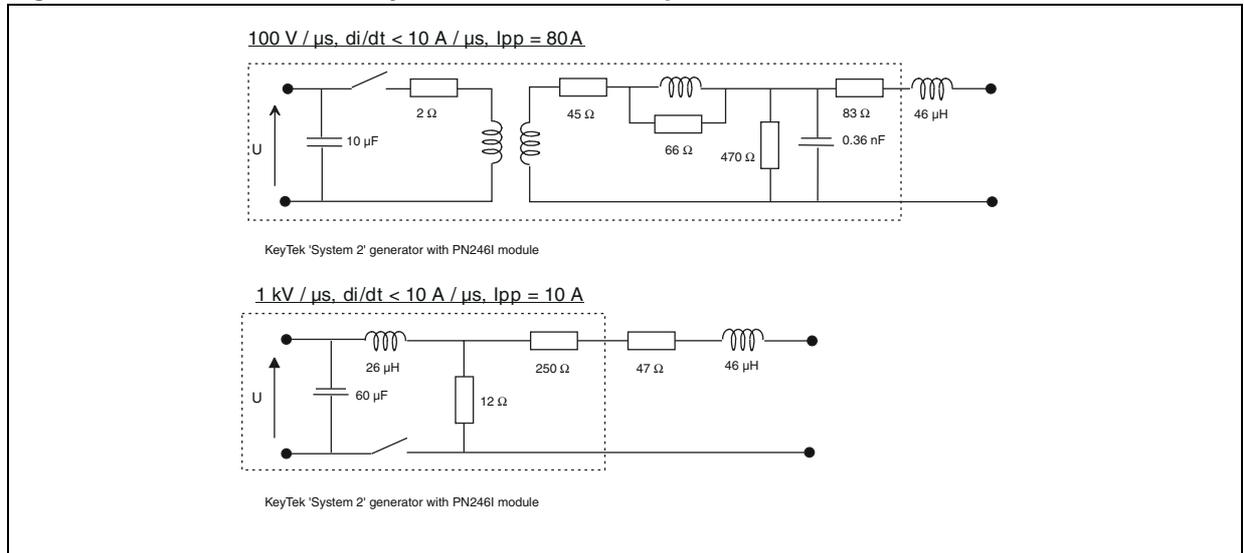 100 V / µs, di/dt < 10 A / µs, Ipp = 80 A
2 Ω
45 Ω
83 Ω
46 µH
U
10 µF
66 Ω
470 Ω
0.36 nF
KeyTek 'System 2' generator with PN246I module
1 kV / µs, di/dt < 10 A / µs, Ipp = 10 A
26 µH
250 Ω
47 Ω
46 µH
U
60 µF
12 Ω
KeyTek 'System 2' generator with PN246I module